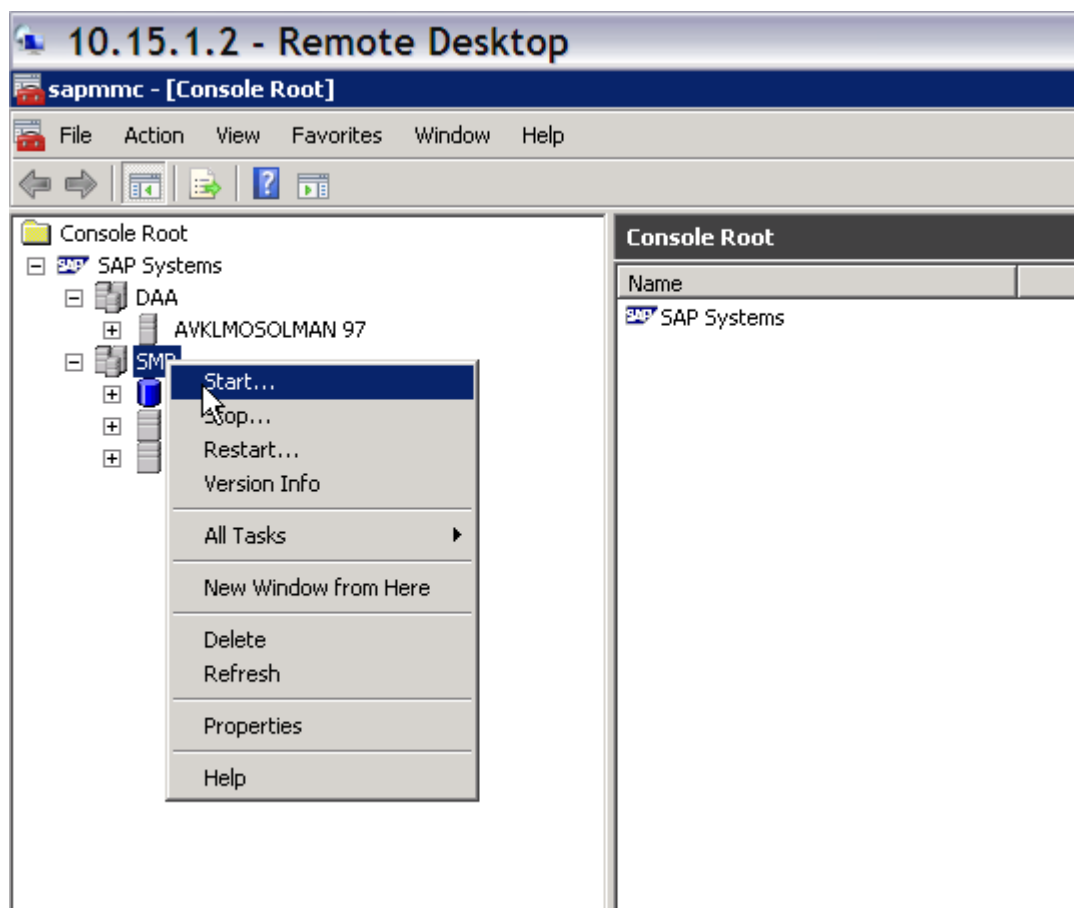 10.15.1.2 - Remote Desktop
sapmmc - [Console Root]
File Action View Favorites Window Help
Console Root
SAP Systems
DAA
AVKLMOSOLMAN 97
Start...
Stop...
Restart...
Version Info
All Tasks
New Window from Here
Delete
Refresh
Properties
Help
Console Root
Name
SAP Systems